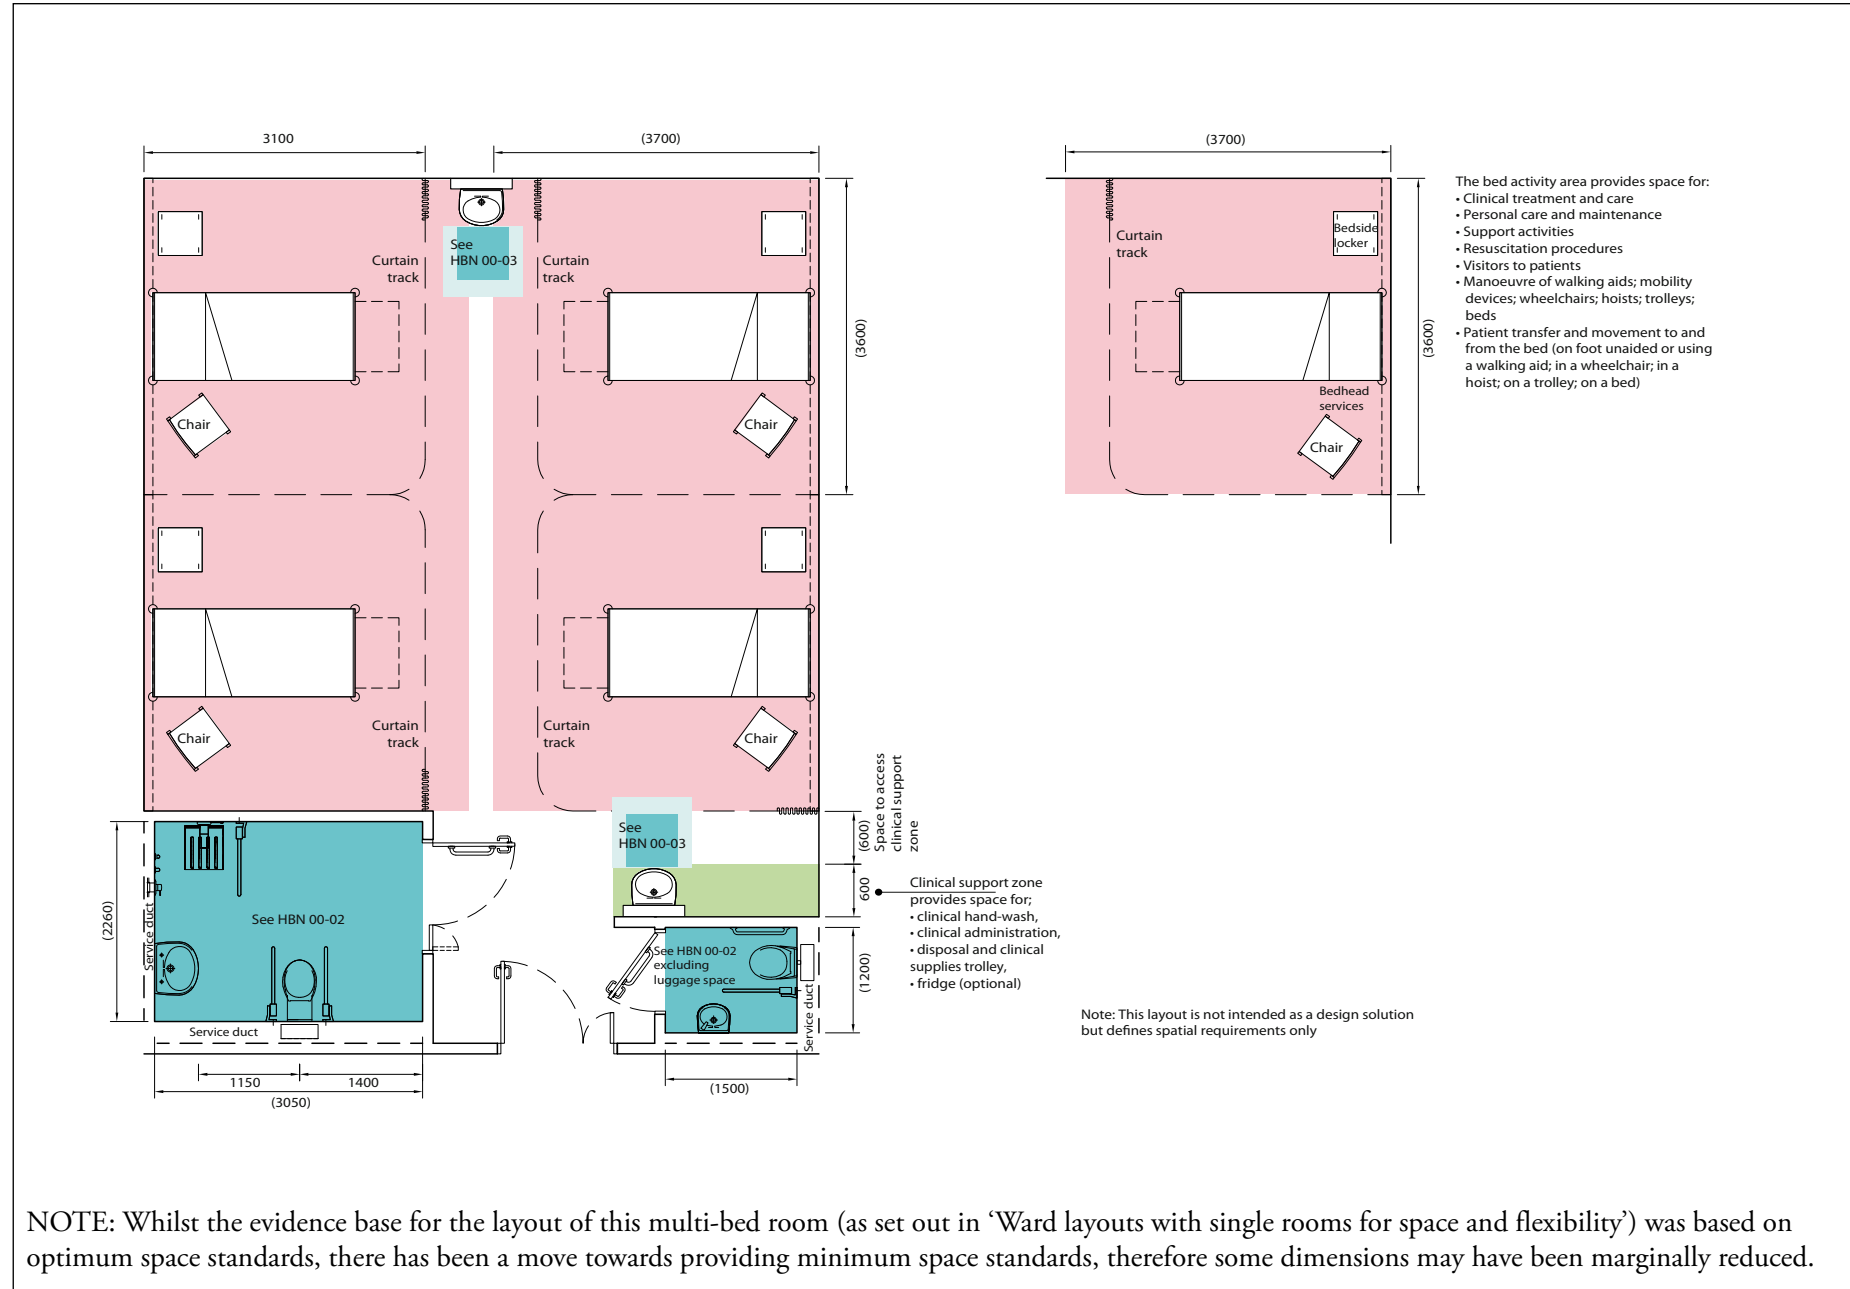 3100
(3700)
(3700)
See
HBN 00-03
Curtain
track
Curtain
track
(3600)
Chair
Chair
Curtain
track
Bedside
locker
Bedhead
services
Chair
(3600)
The bed activity area provides space for:
• Clinical treatment and care
• Personal care and maintenance
• Support activities
• Resuscitation procedures
• Visitors to patients
• Manoeuvre of walking aids; mobility
devices; wheelchairs; hoists; trolleys;
beds
• Patient transfer and movement to and
from the bed (on foot unaided or using
a walking aid; in a wheelchair; in a
hoist; on a trolley; on a bed)
Chair
Curtain
track
Curtain
track
Chair
See
HBN 00-03
(600)
Space to access
clinical support
zone
600
Clinical support zone
provides space for;
• clinical hand-wash,
• clinical administration,
• disposal and clinical
supplies trolley,
• fridge (optional)
(2260)
Service duct
See HBN 00-02
Service duct
See HBN 00-02
excluding
luggage space
Service duct
(1200)
1150
1400
(3050)
(1500)
Note: This layout is not intended as a design solution
but defines spatial requirements only
NOTE: Whilst the evidence base for the layout of this multi-bed room (as set out in ‘Ward layouts with single rooms for space and flexibility’) was based on
optimum space standards, there has been a move towards providing minimum space standards, therefore some dimensions may have been marginally reduced.